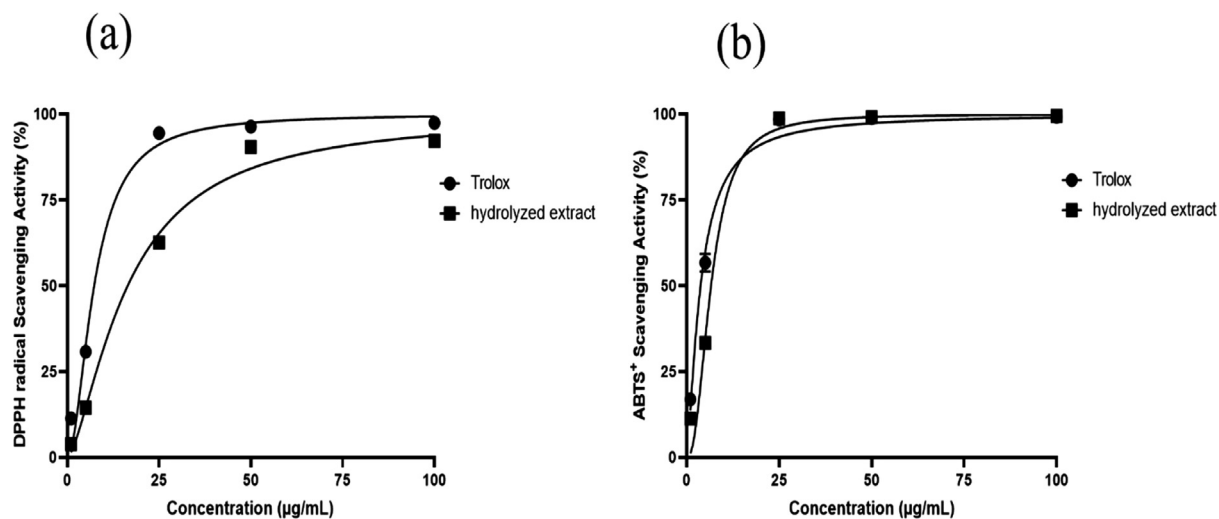 (a)
DPPH radical Scavenging Activity (%)
100
75
50
25
0
0 25 50 75 100
Concentration (µg/mL)
Trolox
hydrolyzed extract
(b)
ABTS⁺ Scavenging Activity (%)
100
75
50
25
0
0 25 50 75 100
Concentration (µg/mL)
Trolox
hydrolyzed extract